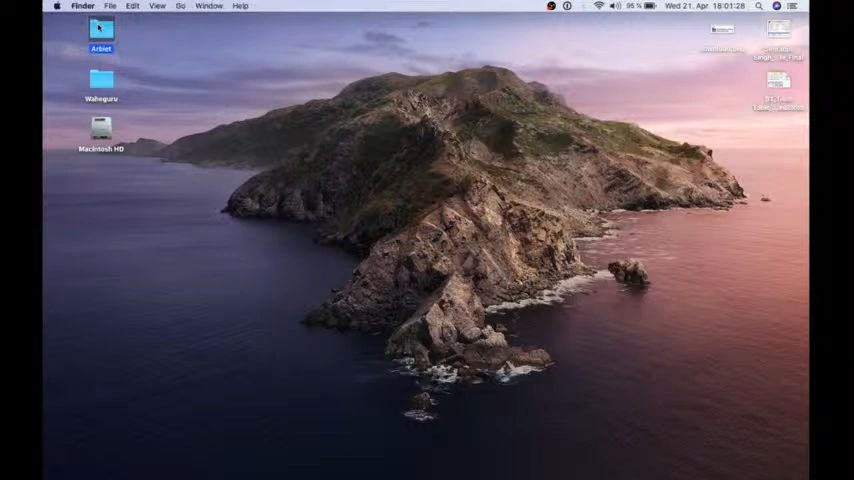 Finder File Edit View Go Window Help
95 % Wed 21. Apr. 18:01:28
Arbiet
Waheguru
Macintosh HD